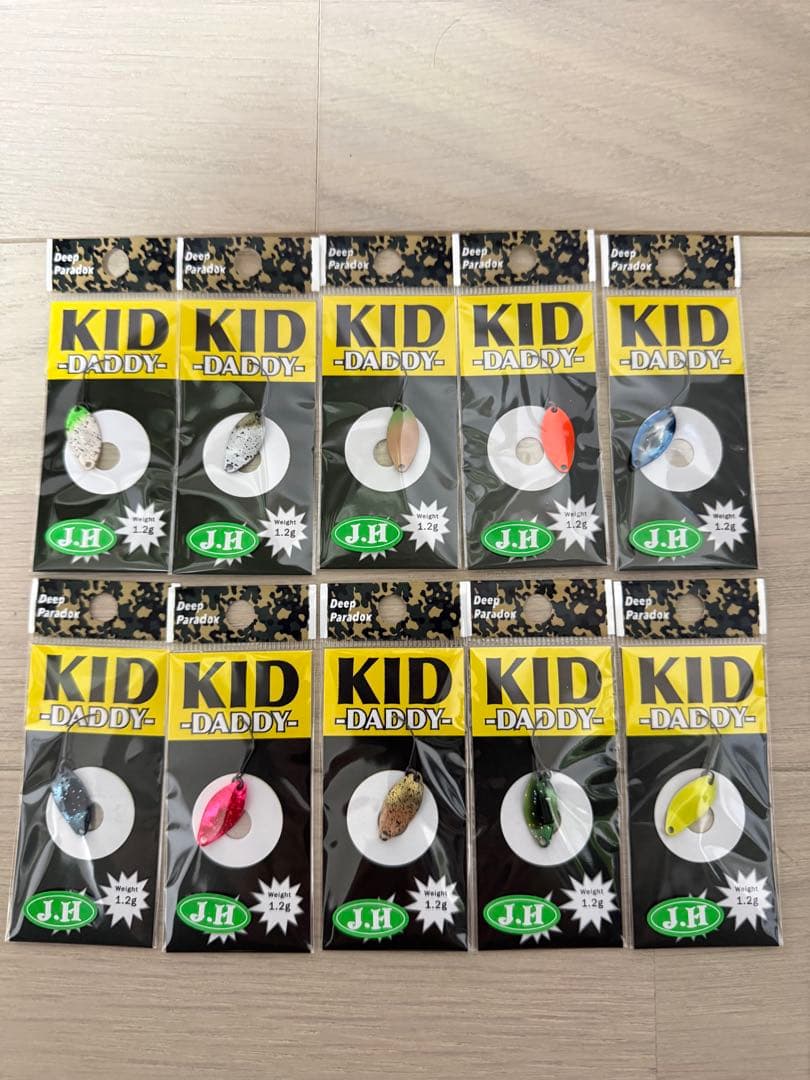 Deep
Paradox
KID
-DADDY-
J.H
Weight
1.2g
Deep
Paradox
KID
-DADDY-
J.H
Weight
1.2g
Deep
Paradox
KID
-DADDY-
J.H
Weight
1.2g
Deep
Paradox
KID
-DADDY-
J.H
Weight
1.2g
Deep
Paradox
KID
-DADDY-
J.H
Weight
1.2g
Deep
Paradox
KID
-DADDY-
J.H
Weight
1.2g
Deep
Paradox
KID
-DADDY-
J.H
Weight
1.2g
Deep
Paradox
KID
-DADDY-
J.H
Weight
1.2g
Deep
Paradox
KID
-DADDY-
J.H
Weight
1.2g
Deep
Paradox
KID
-DADDY-
J.H
Weight
1.2g